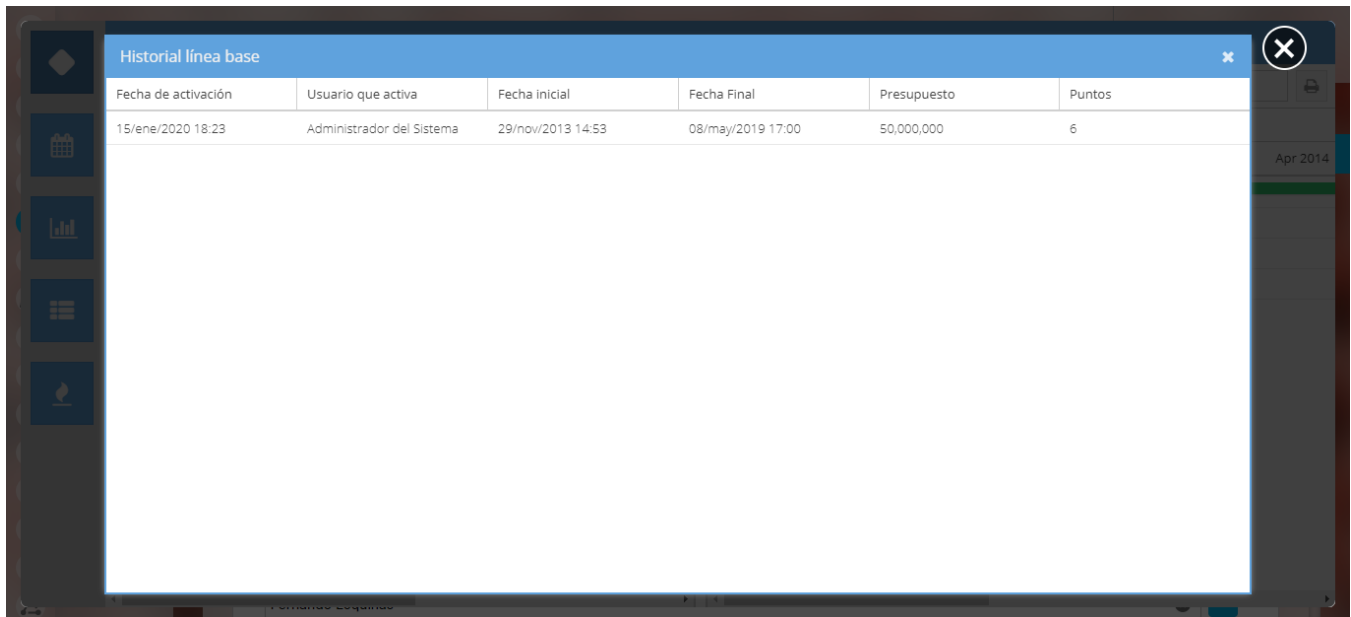 Historial línea base
Fecha de activación Usuario que activa Fecha inicial Fecha Final Presupuesto Puntos
15/ene/2020 18:23 Administrador del Sistema 29/nov/2013 14:53 08/may/2019 17:00 50,000,000 6
Apr 2014